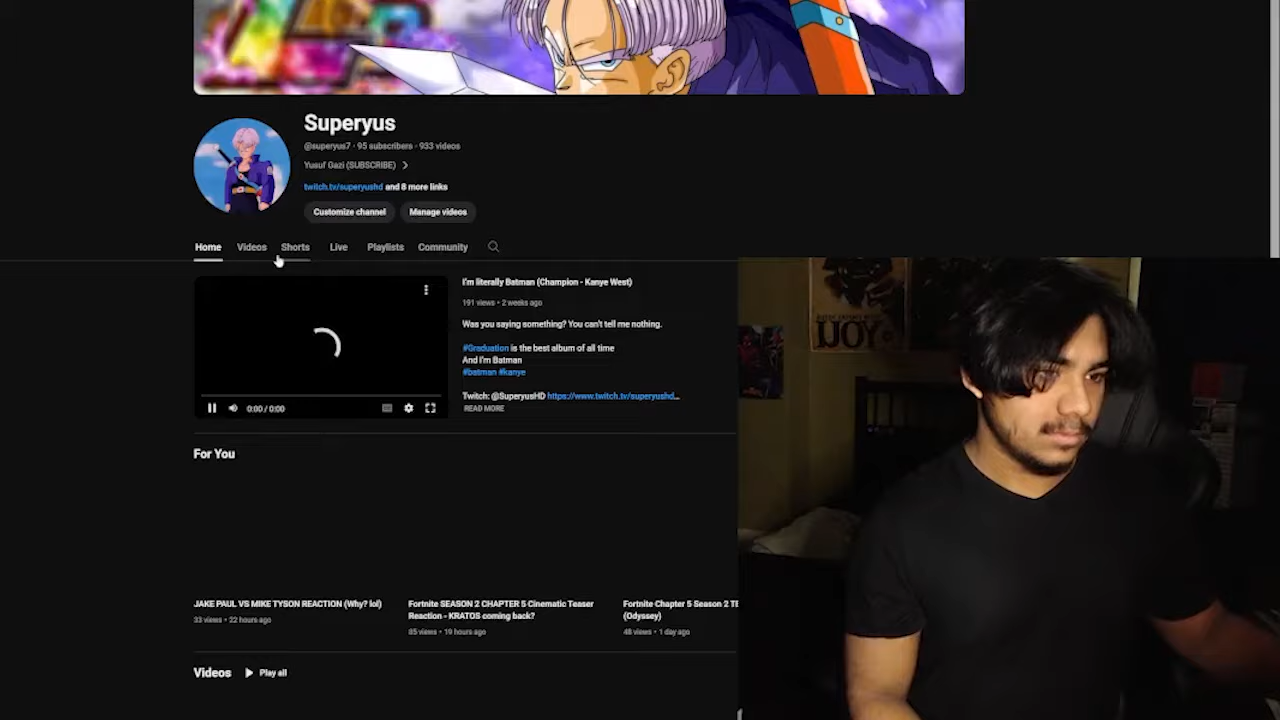 Superyus
@superyus7 · 95 subscribers · 933 videos
Yusuf Gazi (SUBSCRIBE)
twitch.tv/superyushd and 8 more links
Customize channel Manage videos
Home Videos Shorts Live Playlists Community
I'm literally Batman (Champion - Kanye West)
191 views • 2 weeks ago
Was you saying something? You can't tell me nothing.
#Graduation is the best album of all time
And I'm Batman
#batman #kanye
Twitch: @SuperyusHD https://www.twitch.tv/superyushd...
READ MORE
0:00 / 0:00
For You
JAKE PAUL VS MIKE TYSON REACTION (Why? lol)
33 views • 22 hours ago
Fortnite SEASON 2 CHAPTER 5 Cinematic Teaser
Reaction - KRATOS coming back?
85 views • 19 hours ago
Fortnite Chapter 5 Season 2 TE
(Odyssey)
48 views • 1 day ago
Videos Play all